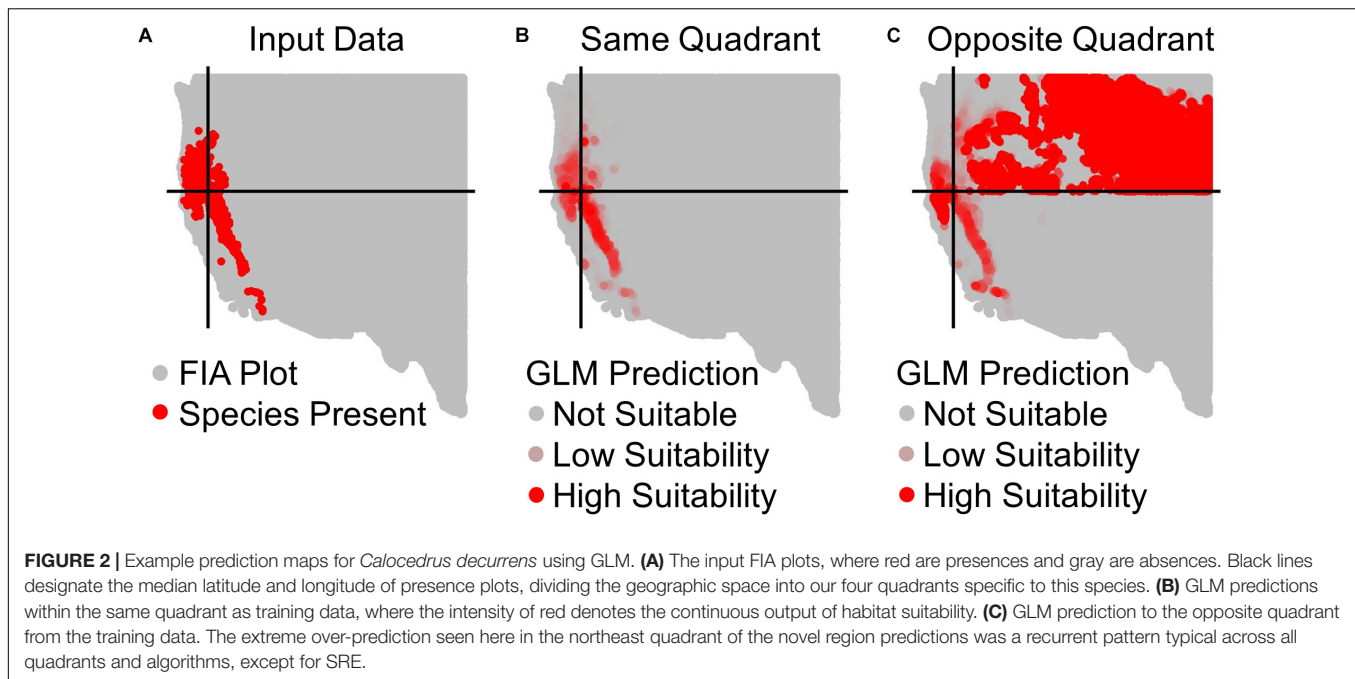 A Input Data
B Same Quadrant
C Opposite Quadrant
FIA Plot
Species Present
GLM Prediction
Not Suitable
Low Suitability
High Suitability
GLM Prediction
Not Suitable
Low Suitability
High Suitability
FIGURE 2 | Example prediction maps for Calocedrus decurrens using GLM. (A) The input FIA plots, where red are presences and gray are absences. Black lines
designate the median latitude and longitude of presence plots, dividing the geographic space into our four quadrants specific to this species. (B) GLM predictions
within the same quadrant as training data, where the intensity of red denotes the continuous output of habitat suitability. (C) GLM prediction to the opposite quadrant
from the training data. The extreme over-prediction seen here in the northeast quadrant of the novel region predictions was a recurrent pattern typical across all
quadrants and algorithms, except for SRE.